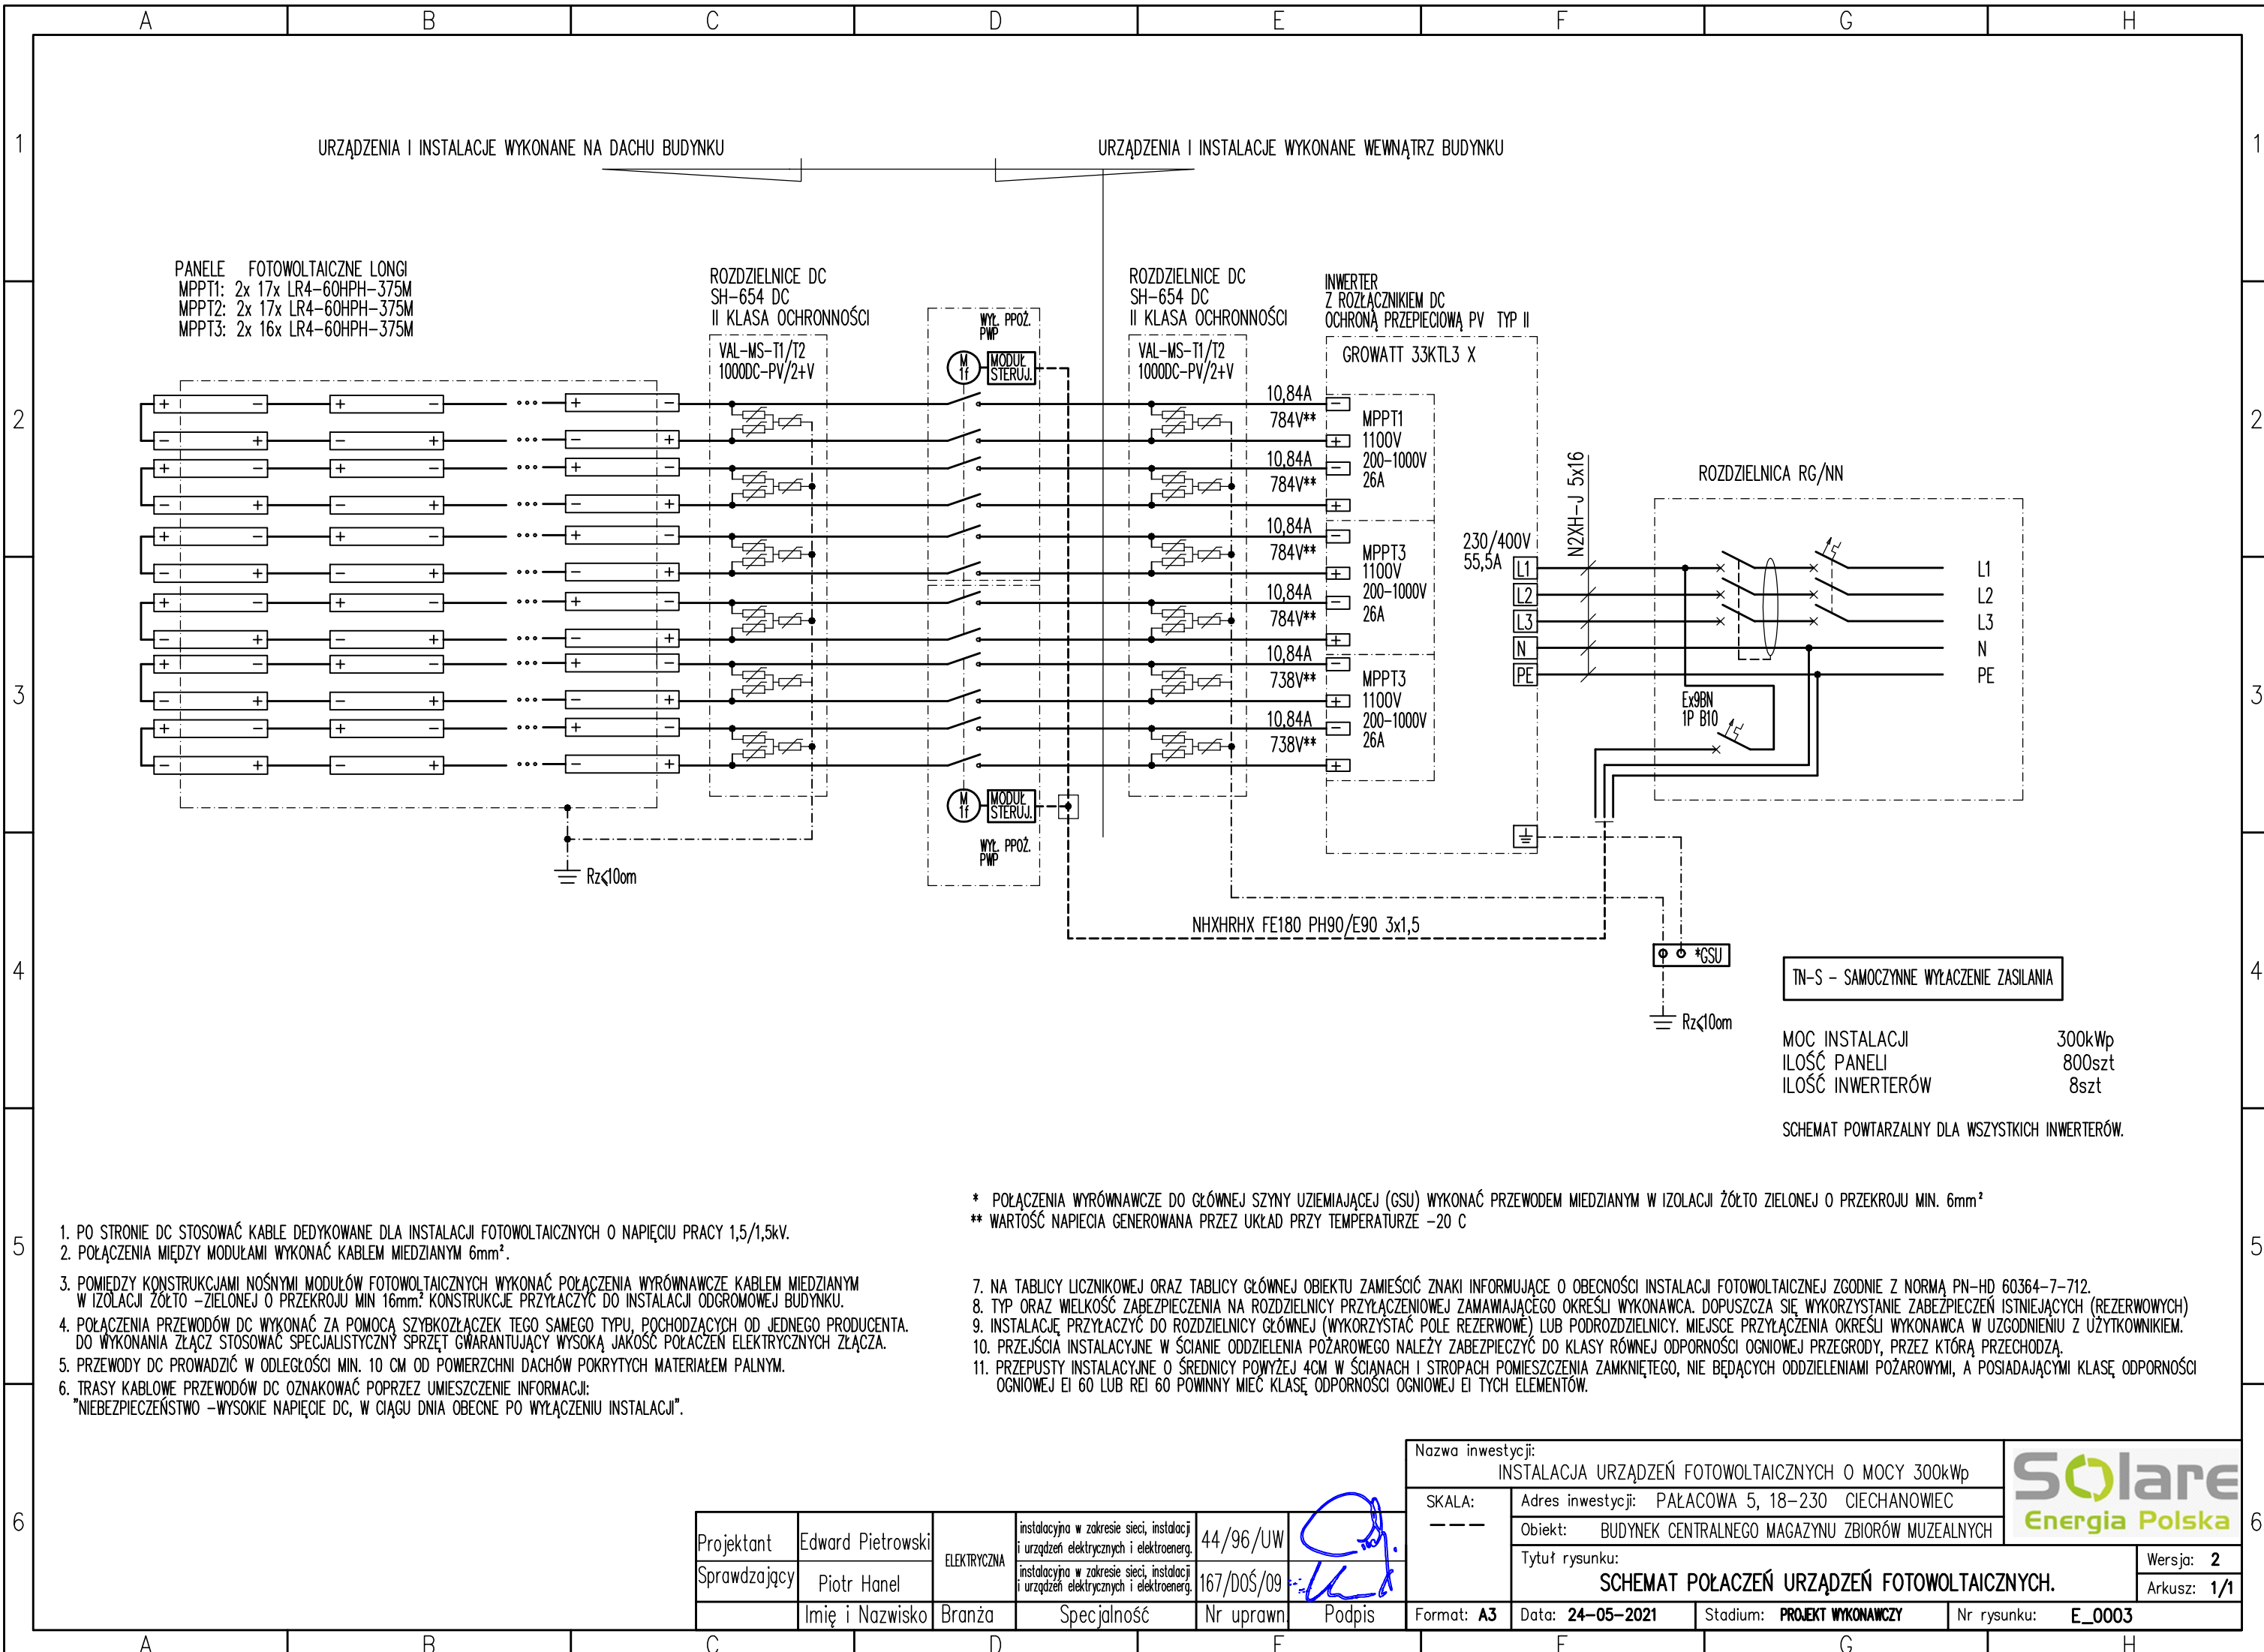 A B C D E F G H
1 1
2 2
3 3
4 4
5 5
6 6
URZĄDZENIA I INSTALACJE WYKONANE NA DACHU BUDYNKU
URZĄDZENIA I INSTALACJE WYKONANE WEWNĄTRZ BUDYNKU
PANELE FOTOWOLTAICZNE LONGI
MPPT1: 2x 17x LR4-60HPH-375M
MPPT2: 2x 17x LR4-60HPH-375M
MPPT3: 2x 16x LR4-60HPH-375M
ROZDZIELNICE DC
SH-654 DC
II KLASA OCHRONNOŚCI
VAL-MS-T1/T2
1000DC-PV/2+V
WYŁ. PPOŻ.
PWP
M
1f
MODUŁ
STERUJ.
M
1f
MODUŁ
STERUJ.
WYŁ. PPOŻ.
PWP
ROZDZIELNICE DC
SH-654 DC
II KLASA OCHRONNOŚCI
VAL-MS-T1/T2
1000DC-PV/2+V
INWERTER
Z ROZŁĄCZNIKIEM DC
OCHRONĄ PRZEPIĘCIOWĄ PV TYP II
GROWATT 33KTL3 X
10,84A
784V**
10,84A
784V**
10,84A
784V**
10,84A
784V**
10,84A
738V**
10,84A
738V**
MPPT1
1100V
200-1000V
26A
MPPT3
1100V
200-1000V
26A
MPPT3
1100V
200-1000V
26A
230/400V
55,5A
L1
L2
L3
N
PE
N2XH-J 5x16
ROZDZIELNICA RG/NN
L1
L2
L3
N
PE
Ex9BN
1P B10
Rz⩽10om
NHXHRHX FE180 PH90/E90 3x1,5
*GSU
Rz⩽10om
TN-S - SAMOCZYNNE WYŁACZENIE ZASILANIA
MOC INSTALACJI 300kWp
ILOŚĆ PANELI 800szt
ILOŚĆ INWERTERÓW 8szt
SCHEMAT POWTARZALNY DLA WSZYSTKICH INWERTERÓW.
* POŁĄCZENIA WYRÓWNAWCZE DO GŁÓWNEJ SZYNY UZIEMIAJĄCEJ (GSU) WYKONAĆ PRZEWODEM MIEDZIANYM W IZOLACJI ŻÓŁTO ZIELONEJ O PRZEKROJU MIN. 6mm²
** WARTOŚĆ NAPIECIA GENEROWANA PRZEZ UKŁAD PRZY TEMPERATURZE -20 C
1. PO STRONIE DC STOSOWAĆ KABLE DEDYKOWANE DLA INSTALACJI FOTOWOLTAICZNYCH O NAPIĘCIU PRACY 1,5/1,5kV.
2. POŁĄCZENIA MIĘDZY MODUŁAMI WYKONAĆ KABLEM MIEDZIANYM 6mm².
3. POMIĘDZY KONSTRUKCJAMI NOŚNYMI MODUŁÓW FOTOWOLTAICZNYCH WYKONAĆ POŁĄCZENIA WYRÓWNAWCZE KABLEM MIEDZIANYM
W IZOLACJI ŻÓŁTO -ZIELONEJ O PRZEKROJU MIN 16mm². KONSTRUKCJE PRZYŁĄCZYĆ DO INSTALACJI ODGROMOWEJ BUDYNKU.
4. POŁĄCZENIA PRZEWODÓW DC WYKONAĆ ZA POMOCĄ SZYBKOZŁĄCZEK TEGO SAMEGO TYPU, POCHODZĄCYCH OD JEDNEGO PRODUCENTA.
DO WYKONANIA ZŁĄCZ STOSOWAĆ SPECJALISTYCZNY SPRZĘT GWARANTUJĄCY WYSOKĄ JAKOŚĆ POŁACZEŃ ELEKTRYCZNYCH ZŁĄCZA.
5. PRZEWODY DC PROWADZIĆ W ODLEGŁOŚCI MIN. 10 CM OD POWIERZCHNI DACHÓW POKRYTYCH MATERIAŁEM PALNYM.
6. TRASY KABLOWE PRZEWODÓW DC OZNAKOWAĆ POPRZEZ UMIESZCZENIE INFORMACJI:
"NIEBEZPIECZEŃSTWO -WYSOKIE NAPIĘCIE DC, W CIĄGU DNIA OBECNE PO WYŁĄCZENIU INSTALACJI".
7. NA TABLICY LICZNIKOWEJ ORAZ TABLICY GŁÓWNEJ OBIEKTU ZAMIEŚCIĆ ZNAKI INFORMUJĄCE O OBECNOŚCI INSTALACJI FOTOWOLTAICZNEJ ZGODNIE Z NORMĄ PN-HD 60364-7-712.
8. TYP ORAZ WIELKOŚĆ ZABEZPIECZENIA NA ROZDZIELNICY PRZYŁĄCZENIOWEJ ZAMAWIAJĄCEGO OKREŚLI WYKONAWCA. DOPUSZCZA SIĘ WYKORZYSTANIE ZABEZPIECZEŃ ISTNIEJĄCYCH (REZERWOWYCH)
9. INSTALACJĘ PRZYŁACZYĆ DO ROZDZIELNICY GŁÓWNEJ (WYKORZYSTAĆ POLE REZERWOWE) LUB PODROZDZIELNICY. MIEJSCE PRZYŁĄCZENIA OKREŚLI WYKONAWCA W UZGODNIENIU Z UŻYTKOWNIKIEM.
10. PRZEJŚCIA INSTALACYJNE W ŚCIANIE ODDZIELENIA POŻAROWEGO NALEŻY ZABEZPIECZYĆ DO KLASY RÓWNEJ ODPORNOŚCI OGNIOWEJ PRZEGRODY, PRZEZ KTÓRĄ PRZECHODZĄ.
11. PRZEPUSTY INSTALACYJNE O ŚREDNICY POWYŻEJ 4CM W ŚCIANACH I STROPACH POMIESZCZENIA ZAMKNIĘTEGO, NIE BĘDĄCYCH ODDZIELENIAMI POŻAROWYMI, A POSIADAJĄCYMI KLASĘ ODPORNOŚCI
OGNIOWEJ EI 60 LUB REI 60 POWINNY MIEĆ KLASĘ ODPORNOŚCI OGNIOWEJ EI TYCH ELEMENTÓW.
Projektant Edward Pietrowski ELEKTRYCZNA instalacyjna w zakresie sieci, instalacji
i urządzeń elektrycznych i elektroenerg. 44/96/UW
Sprawdzający Piotr Hanel instalacyjna w zakresie sieci, instalacji
i urządzeń elektrycznych i elektroenerg. 167/DOŚ/09
Imię i Nazwisko Branża Specjalność Nr uprawn. Podpis
Nazwa inwestycji:
INSTALACJA URZĄDZEŃ FOTOWOLTAICZNYCH O MOCY 300kWp
SKALA:
Adres inwestycji: PAŁACOWA 5, 18-230 CIECHANOWIEC
Obiekt: BUDYNEK CENTRALNEGO MAGAZYNU ZBIORÓW MUZEALNYCH
Tytuł rysunku:
SCHEMAT POŁACZEŃ URZĄDZEŃ FOTOWOLTAICZNYCH.
Wersja: 2
Arkusz: 1/1
Format: A3 Data: 24-05-2021 Stadium: PROJEKT WYKONAWCZY Nr rysunku: E_0003
Solare
Energia Polska
A B C D E F G H